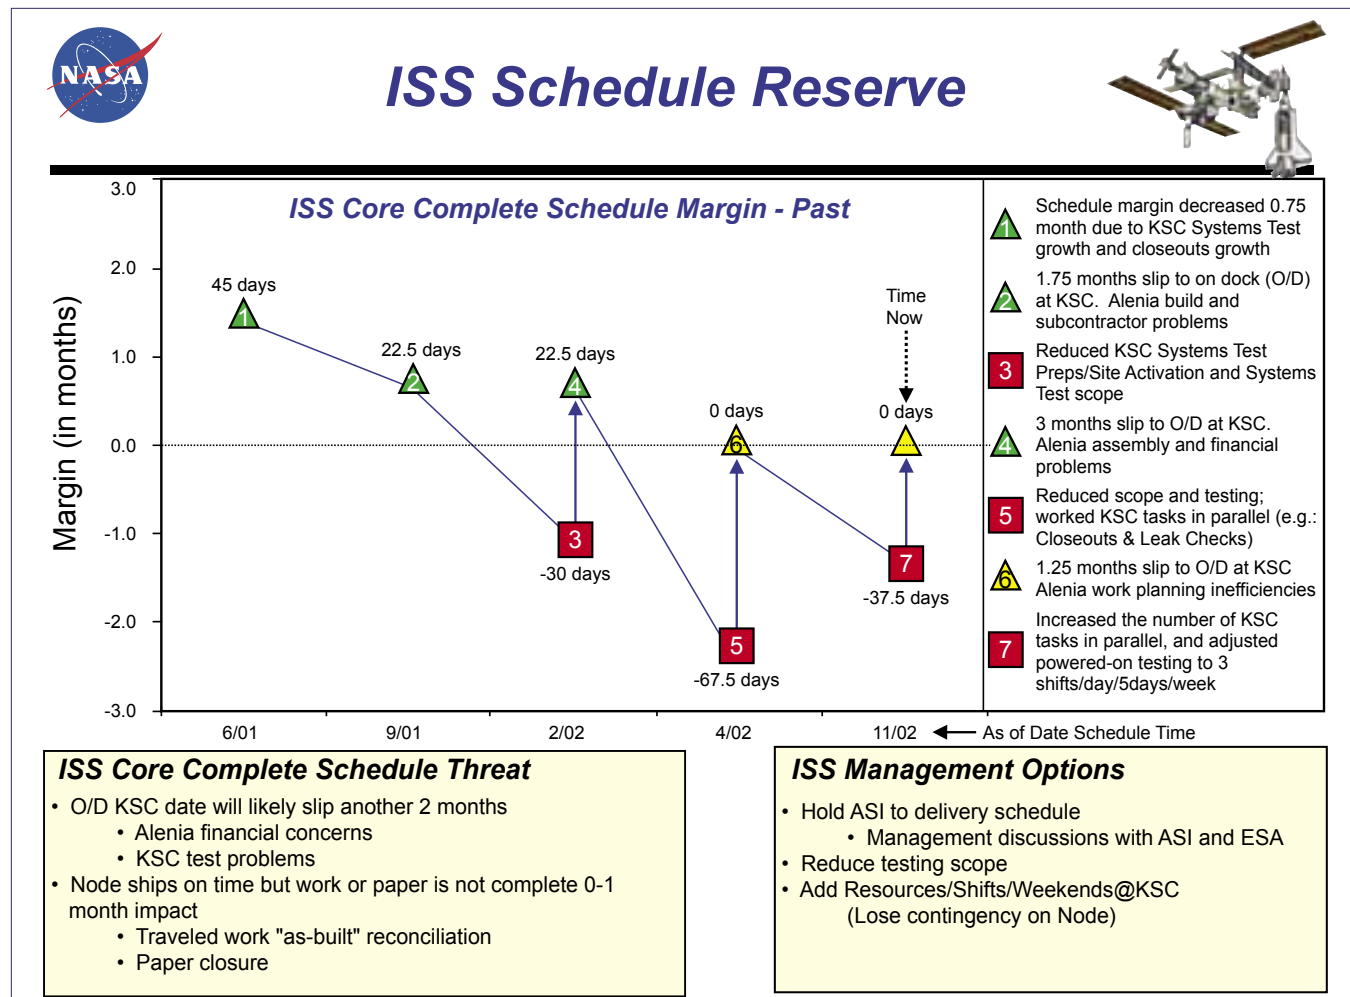 NASA
ISS Schedule Reserve
ISS Core Complete Schedule Margin - Past
Margin (in months)
3.0
2.0
1.0
0.0
-1.0
-2.0
-3.0
45 days
1
22.5 days
2
3
-30 days
22.5 days
4
5
-67.5 days
0 days
6
7
-37.5 days
Time
Now
0 days
6/01
9/01
2/02
4/02
11/02
As of Date Schedule Time
1
Schedule margin decreased 0.75
month due to KSC Systems Test
growth and closeouts growth
2
1.75 months slip to on dock (O/D)
at KSC. Alenia build and
subcontractor problems
3
Reduced KSC Systems Test
Preps/Site Activation and Systems
Test scope
4
3 months slip to O/D at KSC.
Alenia assembly and financial
problems
5
Reduced scope and testing;
worked KSC tasks in parallel (e.g.:
Closeouts & Leak Checks)
6
1.25 months slip to O/D at KSC
Alenia work planning inefficiencies
7
Increased the number of KSC
tasks in parallel, and adjusted
powered-on testing to 3
shifts/day/5days/week
ISS Core Complete Schedule Threat
• O/D KSC date will likely slip another 2 months
• Alenia financial concerns
• KSC test problems
• Node ships on time but work or paper is not complete 0-1
month impact
• Traveled work "as-built" reconciliation
• Paper closure
ISS Management Options
• Hold ASI to delivery schedule
• Management discussions with ASI and ESA
• Reduce testing scope
• Add Resources/Shifts/Weekends@KSC
(Lose contingency on Node)